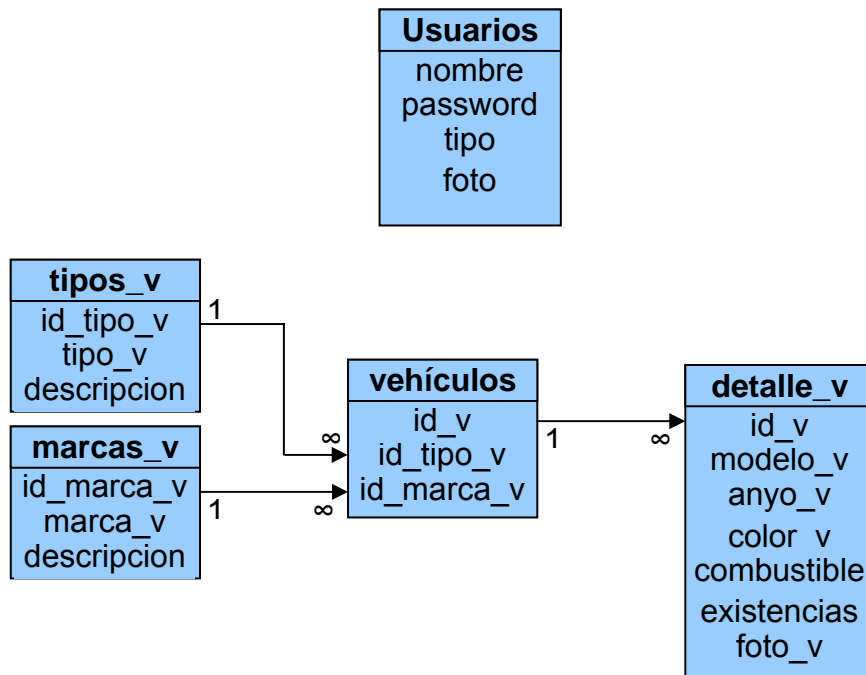 Usuarios
nombre
password
tipo
foto
tipos_v
id_tipo_v
tipo_v
descripcion
1
∞
marcas_v
id_marca_v
marca_v
descripcion
1
∞
vehículos
id_v
id_tipo_v
id_marca_v
1
∞
detalle_v
id_v
modelo_v
anyo_v
color_v
combustible
existencias
foto_v